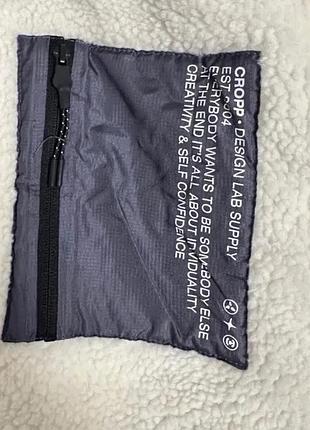 CROPP • DESIGN LAB SUPPLY
EST. 2004
EVERYBODY WANTS TO BE SOMEBODY ELSE
AT THE END IT'S ALL ABOUT INDIVIDUALITY
CREATIVITY & SELF CONFIDENCE